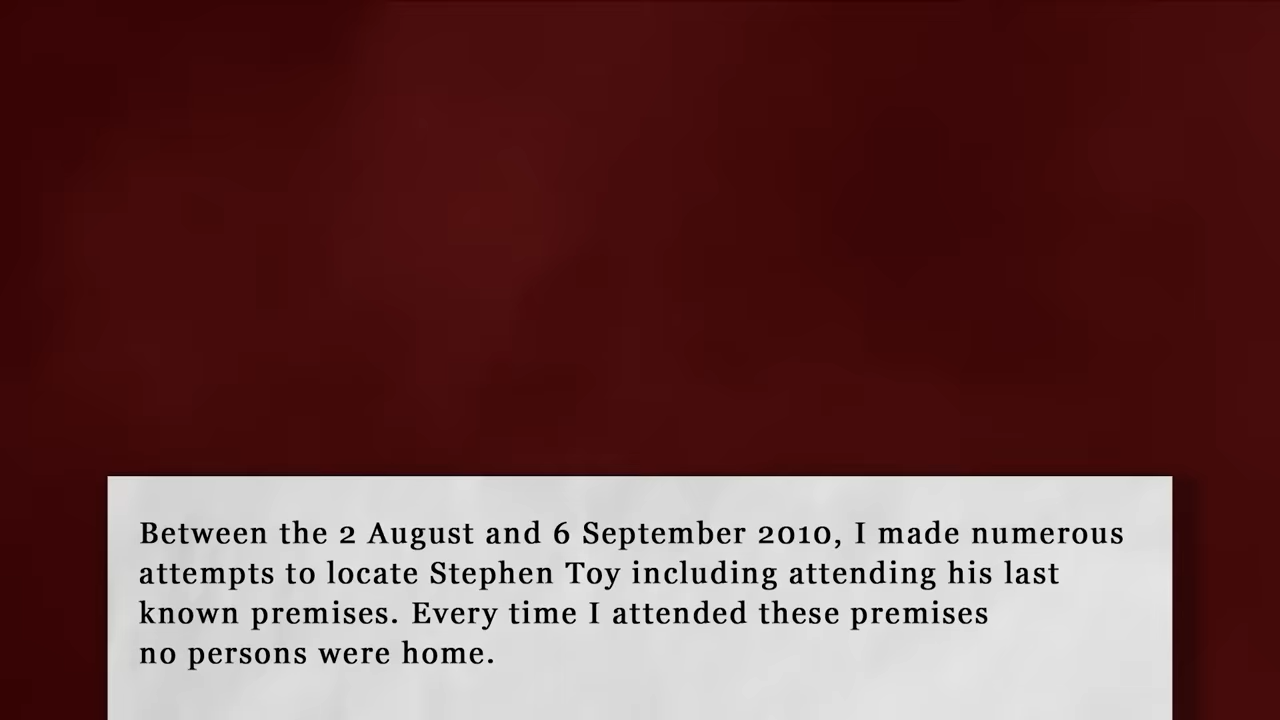 Between the 2 August and 6 September 2010, I made numerous
attempts to locate Stephen Toy including attending his last
known premises. Every time I attended these premises
no persons were home.